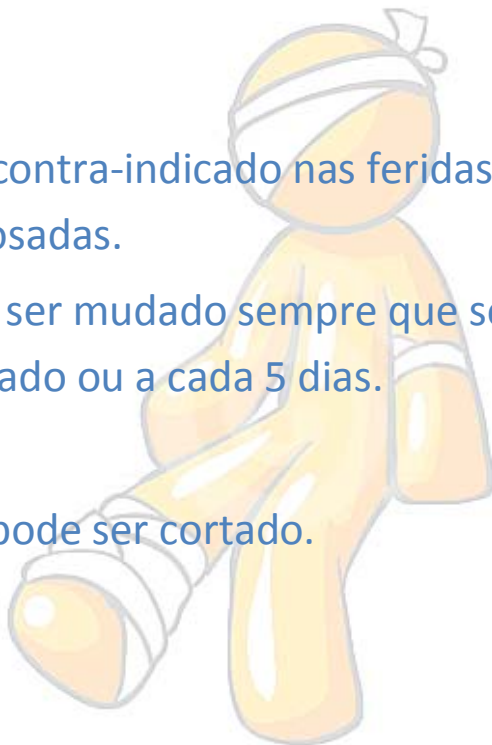 contra-indicado nas feridas
osadas.
ser mudado sempre que se
ado ou a cada 5 dias.
pode ser cortado.